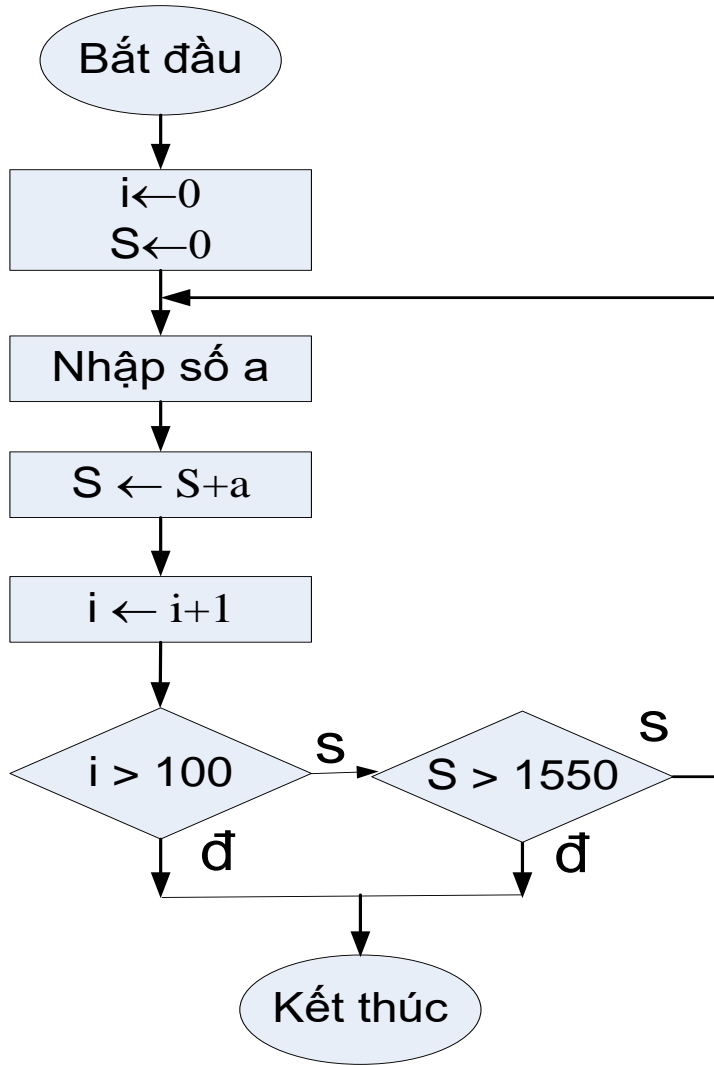 Bắt đầu
i←0
S←0
Nhập số a
S ← S+a
i ← i+1
i > 100
s
S > 1550
s
đ
đ
Kết thúc